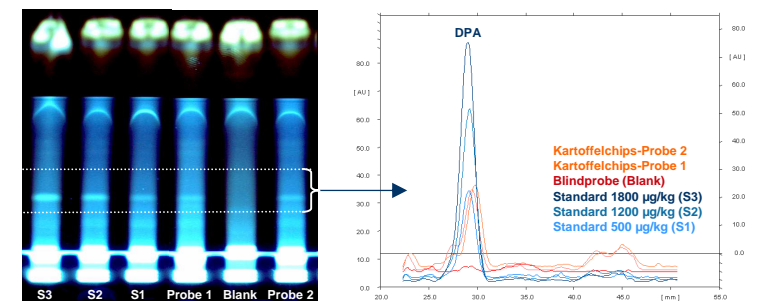 S3 S2 S1 Probe 1 Blank Probe 2
DPA
80.0
[ AU ]
60.0
50.0
40.0
30.0
20.0
10.0
0.0
80.0
[ AU ]
60.0
50.0
40.0
30.0
20.0
10.0
0.0
Kartoffelchips-Probe 2
Kartoffelchips-Probe 1
Blindprobe (Blank)
Standard 1800 µg/kg (S3)
Standard 1200 µg/kg (S2)
Standard 500 µg/kg (S1)
20.0 25.0 30.0 35.0 40.0 45.0 [ mm ] 55.0